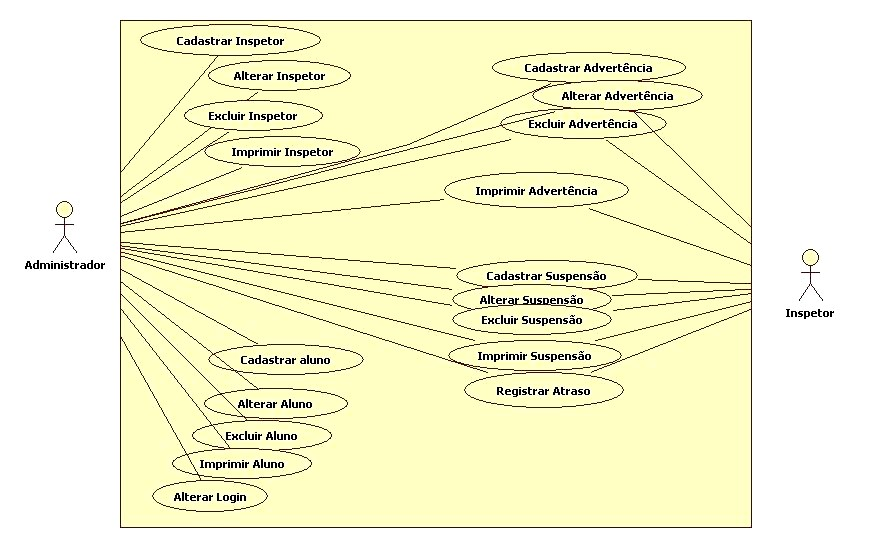 Cadastrar Inspetor
Alterar Inspetor
Excluir Inspetor
Imprimir Inspetor
Cadastrar Advertência
Alterar Advertência
Excluir Advertência
Imprimir Advertência
Administrador
Cadastrar Suspensão
Alterar Suspensão
Excluir Suspensão
Imprimir Suspensão
Registrar Atraso
Inspetor
Cadastrar aluno
Alterar Aluno
Excluir Aluno
Imprimir Aluno
Alterar Login